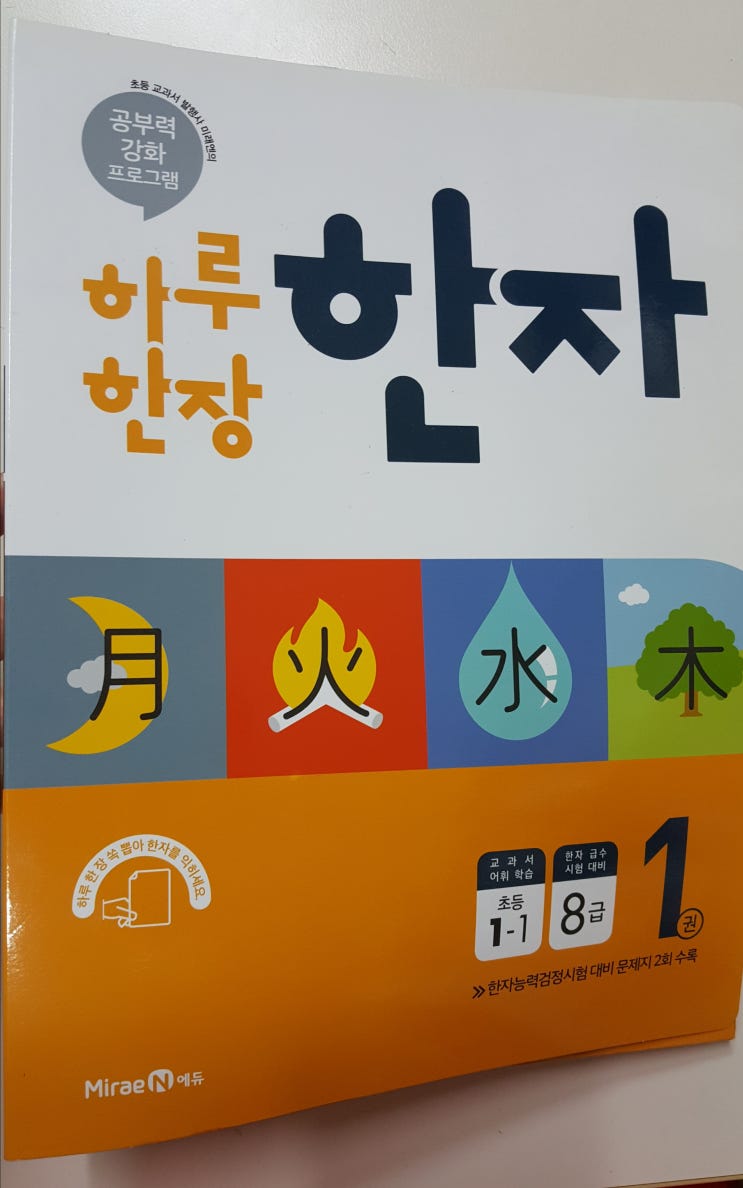 초등 교과서 발행사 미래엔의
공부력
강화
프로그램
하루
한장
한자
月 火 水 木
하루 한 장 쏙 뽑아 한자를 익히세요.
교과서
어휘 학습
초등
1-1
한자 급수
시험 대비
8급
1권
한자능력검정시험 대비 문제지 2회 수록
Mirae N 에듀